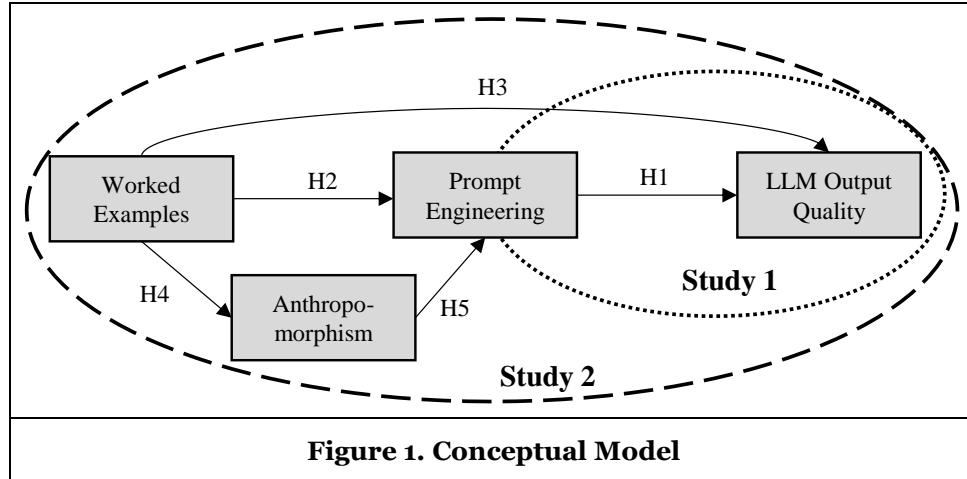 H3
Worked
Examples
H2
Prompt
Engineering
H1
LLM Output
Quality
H4
Anthropo-
morphism
H5
Study 1
Study 2
Figure 1. Conceptual Model